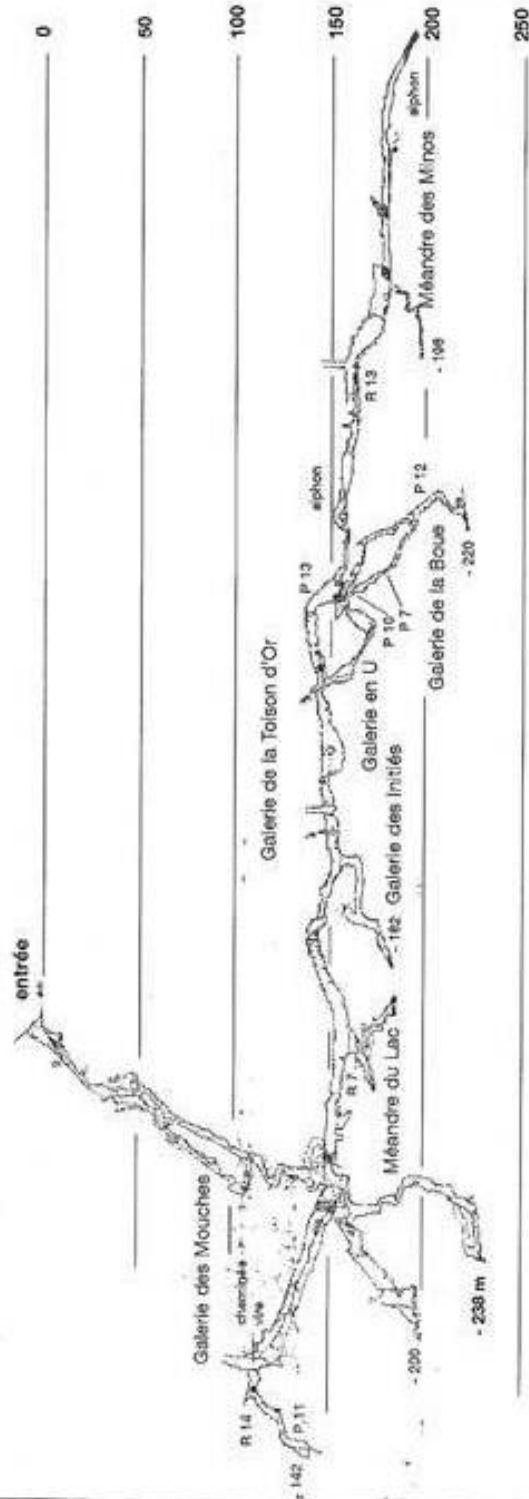 entrée
0
50
100
150
200
250
Galerie des Mouches
chambrée
vire
R 14
P.11
- 142
- 200
- 238 m
Méandre du Lac
R 7
- 182
Galerie des Initiés
Galerie de la Toison d'Or
Galerie en U
P 13
P 10
P 7
Galerie de la Boue
P 12
- 220
siphon
R 13
- 198
Méandre des Minos
siphon